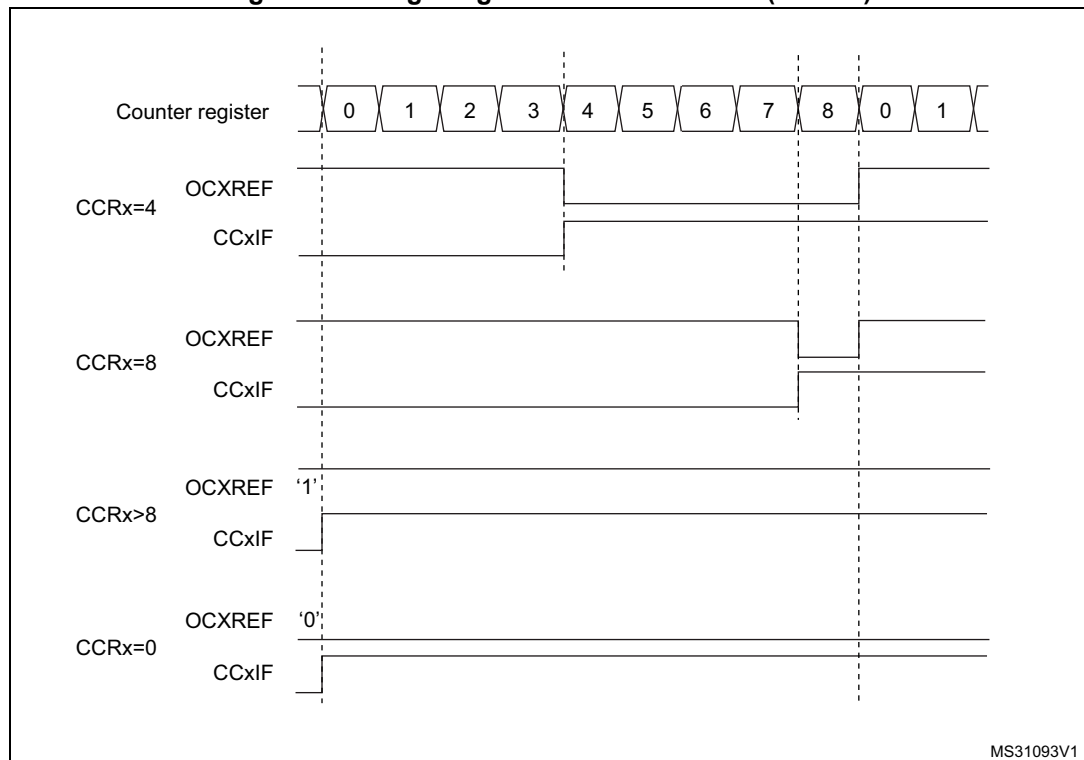 Counter register 0 1 2 3 4 5 6 7 8 0 1
CCRx=4
OCXREF
CCxIF
CCRx=8
OCXREF
CCxIF
CCRx>8
OCXREF ‘1’
CCxIF
CCRx=0
OCXREF ‘0’
CCxIF
MS31093V1